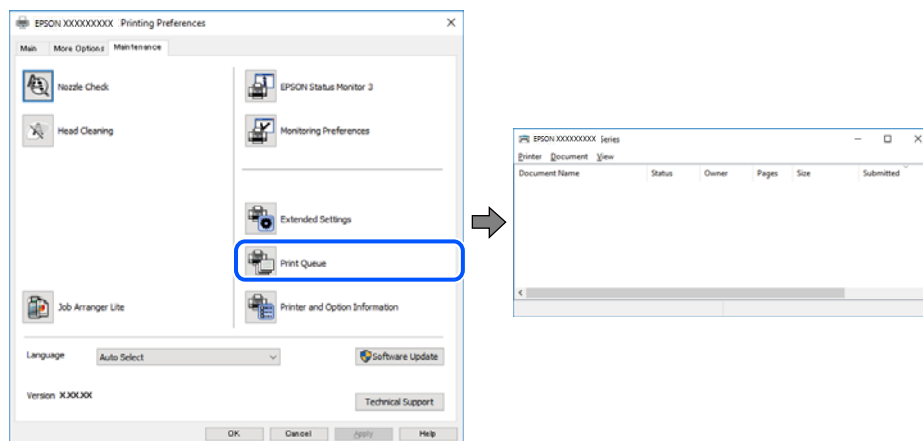 EPSON XXXXXXXXX Printing Preferences
Main More Options Maintenance
Nozzle Check
EPSON Status Monitor 3
Head Cleaning
Monitoring Preferences
Extended Settings
Print Queue
Job Arranger Lite
Printer and Option Information
Language Auto Select Software Update
Version X.XX.XX
Technical Support
OK Cancel Apply Help
EPSON XXXXXXXXX Series
Printer Document View
Document Name Status Owner Pages Size Submitted